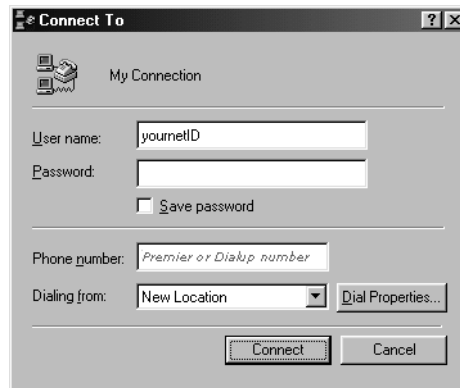 Connect To
My Connection
User name: yournetID
Password:
Save password
Phone number: Premier or Dialup number
Dialing from: New Location Dial Properties...
Connect Cancel